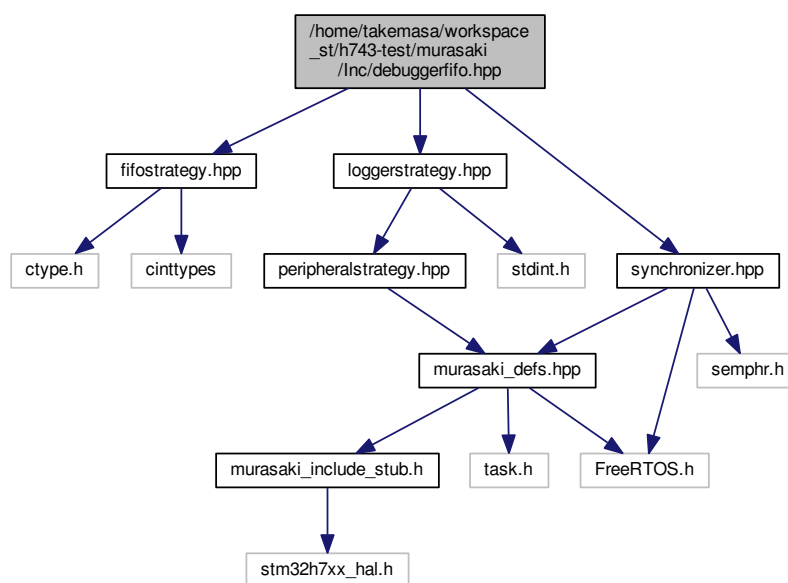 /home/takemasa/workspace
_st/h743-test/murasaki
/Inc/debuggerfifo.hpp
fifostrategy.hpp
loggerstrategy.hpp
ctype.h
cinttypes
peripheralstrategy.hpp
stdint.h
synchronizer.hpp
murasaki_defs.hpp
semphr.h
murasaki_include_stub.h
task.h
FreeRTOS.h
stm32h7xx_hal.h